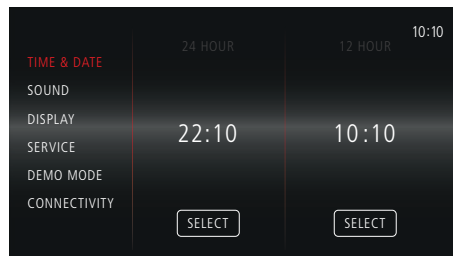 10:10
TIME & DATE
SOUND
DISPLAY
SERVICE
DEMO MODE
CONNECTIVITY
24 HOUR
22:10
SELECT
12 HOUR
10:10
SELECT